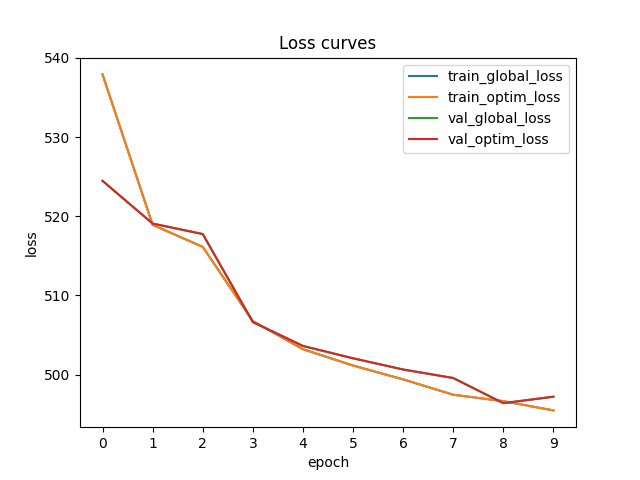 Loss curves
540
530
520
510
500
loss
train_global_loss
train_optim_loss
val_global_loss
val_optim_loss
0 1 2 3 4 5 6 7 8 9
epoch